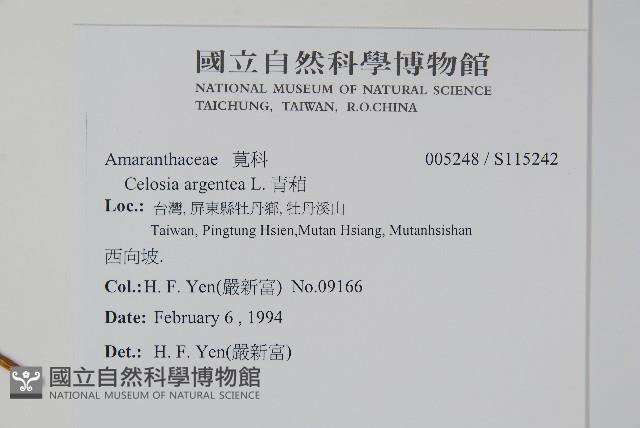 國立自然科學博物館
NATIONAL MUSEUM OF NATURAL SCIENCE
TAICHUNG, TAIWAN, R.O.CHINA
Amaranthaceae 莧科 005248 / S115242
Celosia argentea L. 青葙
Loc.: 台灣, 屏東縣牡丹鄉, 牡丹溪山
Taiwan, Pingtung Hsien,Mutan Hsiang, Mutanhsishan
西向坡.
Col.: H. F. Yen(嚴新富) No.09166
Date: February 6 , 1994
Det.: H. F. Yen(嚴新富)
國立自然科學博物館
NATIONAL MUSEUM OF NATURAL SCIENCE